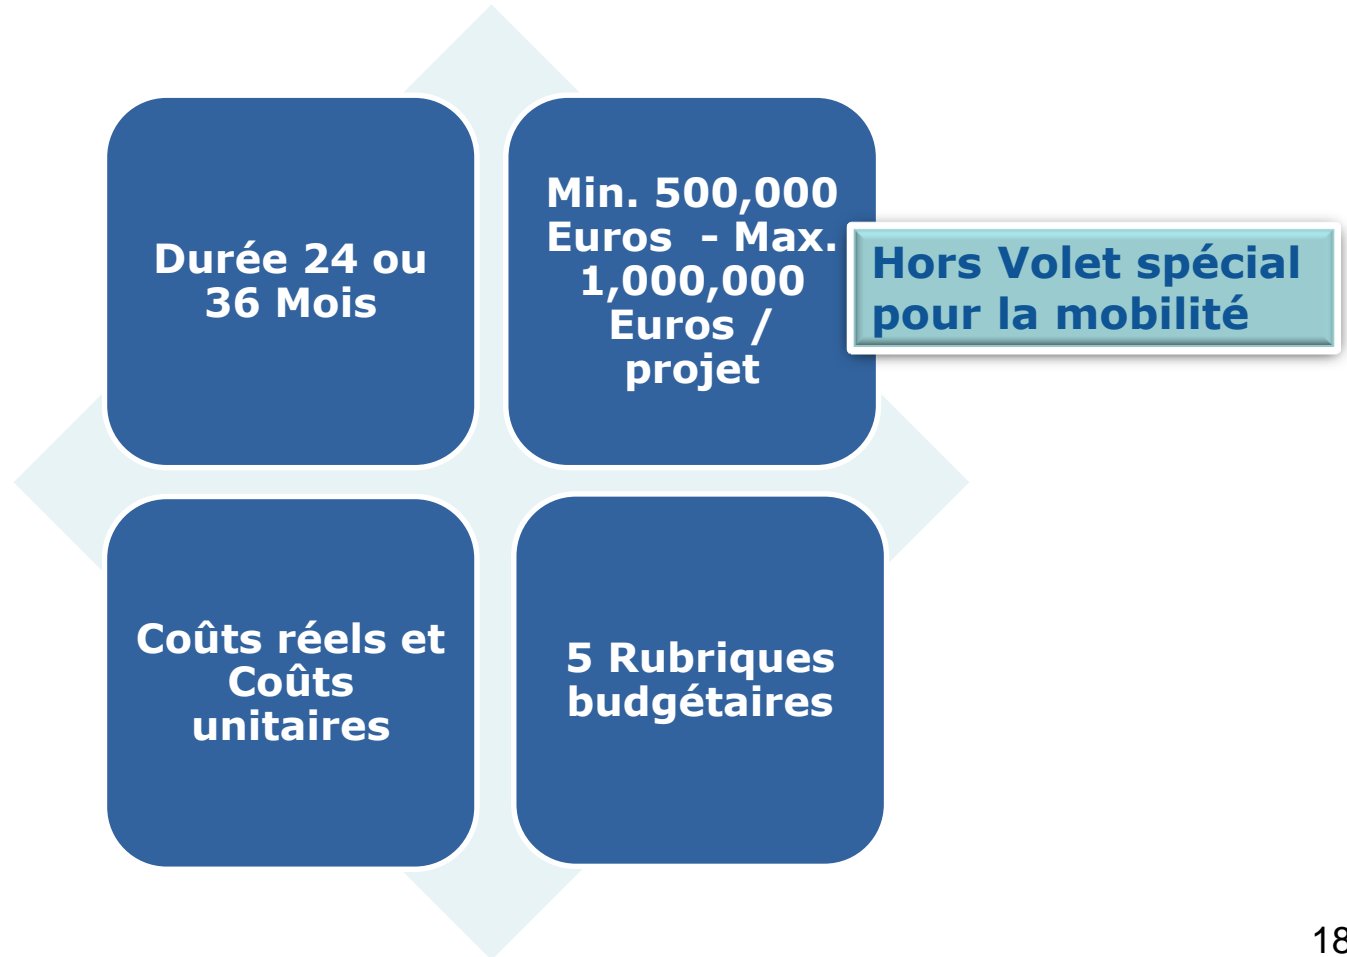 Durée 24 ou
36 Mois
Min. 500,000
Euros - Max.
1,000,000
Euros /
projet
Hors Volet spécial
pour la mobilité
Coûts réels et
Coûts
unitaires
5 Rubriques
budgétaires
18